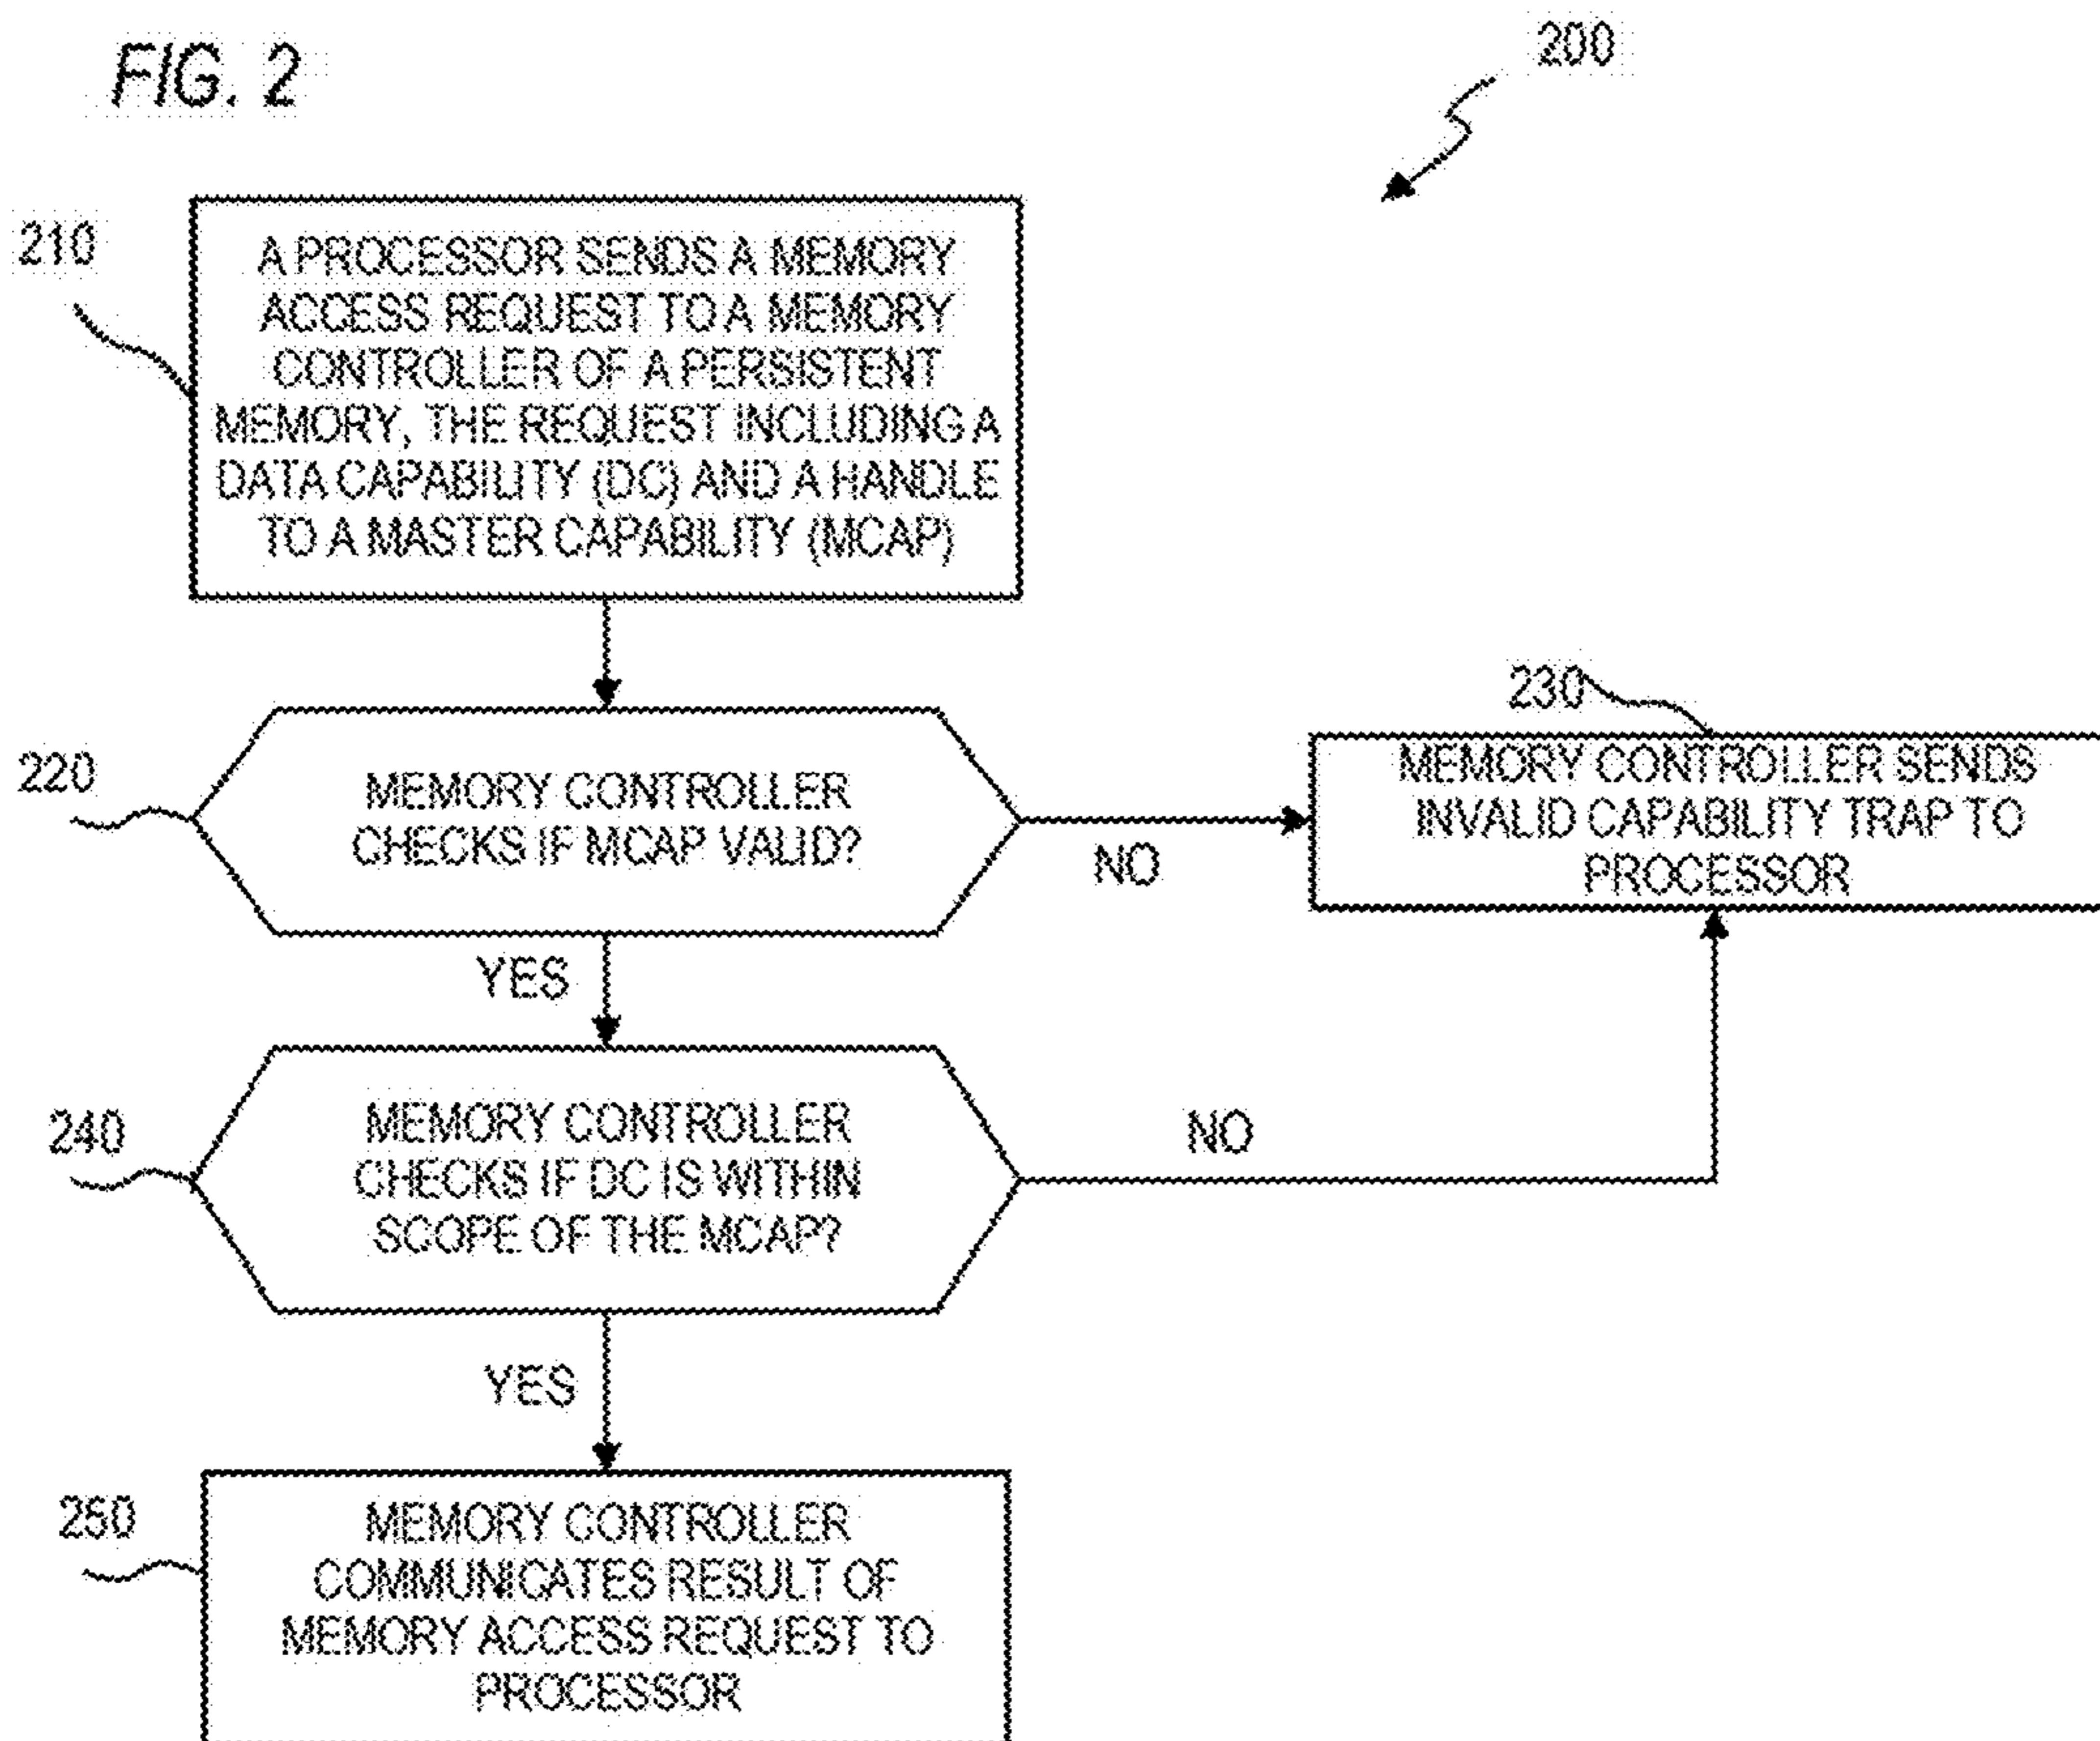 FIG. 2
200
210
A PROCESSOR SENDS A MEMORY
ACCESS REQUEST TO A MEMORY
CONTROLLER OF A PERSISTENT
MEMORY, THE REQUEST INCLUDING A
DATA CAPABILITY (DC) AND A HANDLE
TO A MASTER CAPABILITY (MCAP)
220
MEMORY CONTROLLER
CHECKS IF MCAP VALID?
NO
230
MEMORY CONTROLLER SENDS
INVALID CAPABILITY TRAP TO
PROCESSOR
YES
240
MEMORY CONTROLLER
CHECKS IF DC IS WITHIN
SCOPE OF THE MCAP?
NO
YES
250
MEMORY CONTROLLER
COMMUNICATES RESULT OF
MEMORY ACCESS REQUEST TO
PROCESSOR